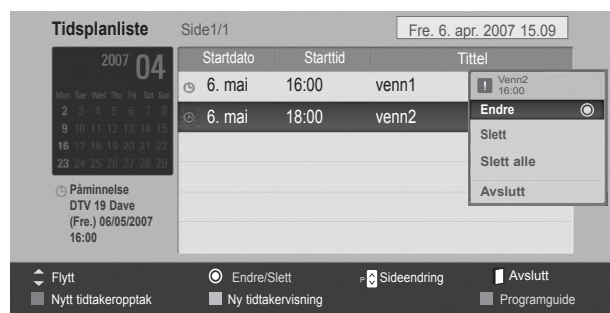 Tidsplanliste Side1/1 Fre. 6. apr. 2007 15.09
2007 04
Mon Tue Wed Thu Fri Sat Sun
2 3 4 5 6 7 8
9 10 11 12 13 14 15
16 17 18 19 20 21 22
23 24 25 26 27 28 29
Påminnelse
DTV 19 Dave
(Fre.) 06/05/2007
16:00
Startdato Starttid Tittel
6. mai 16:00 venn1
6. mai 18:00 venn2
Venn2
16:00
Endre
Slett
Slett alle
Avslutt
Flytt Endre/Slett P Sideendring Avslutt
Nytt tidtakeropptak Ny tidtakervisning Programguide